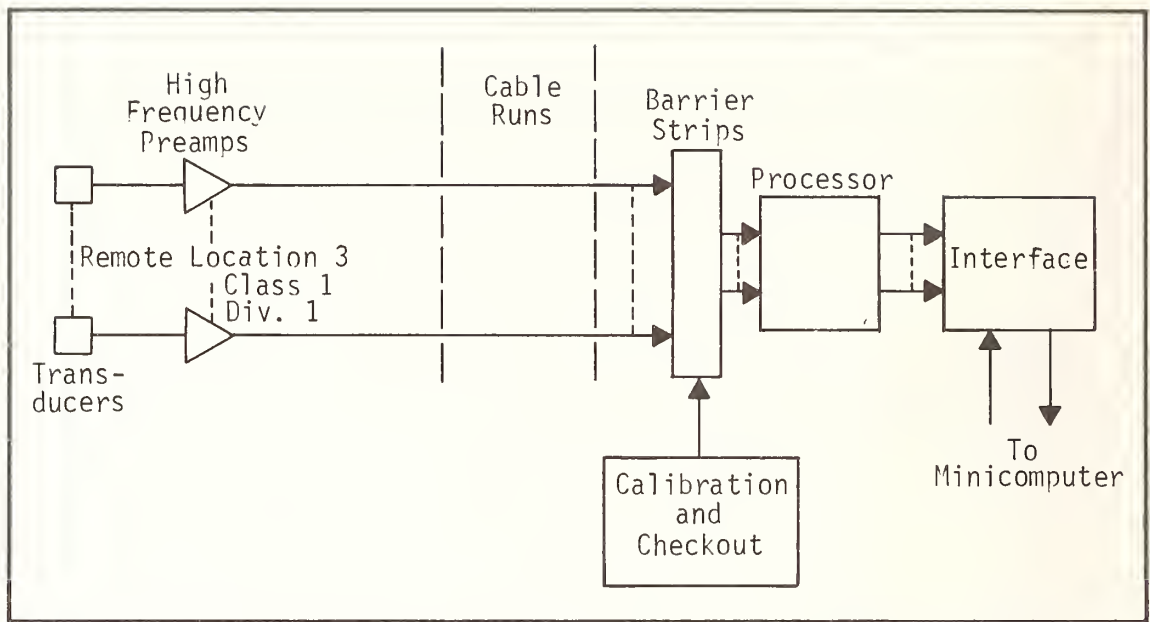 High
Frequency
Preamps
Cable
Runs
Barrier
Strips
Processor
Remote Location 3
Class 1
Div. 1
Interface
Trans-
ducers
To
Minicomputer
Calibration
and
Checkout